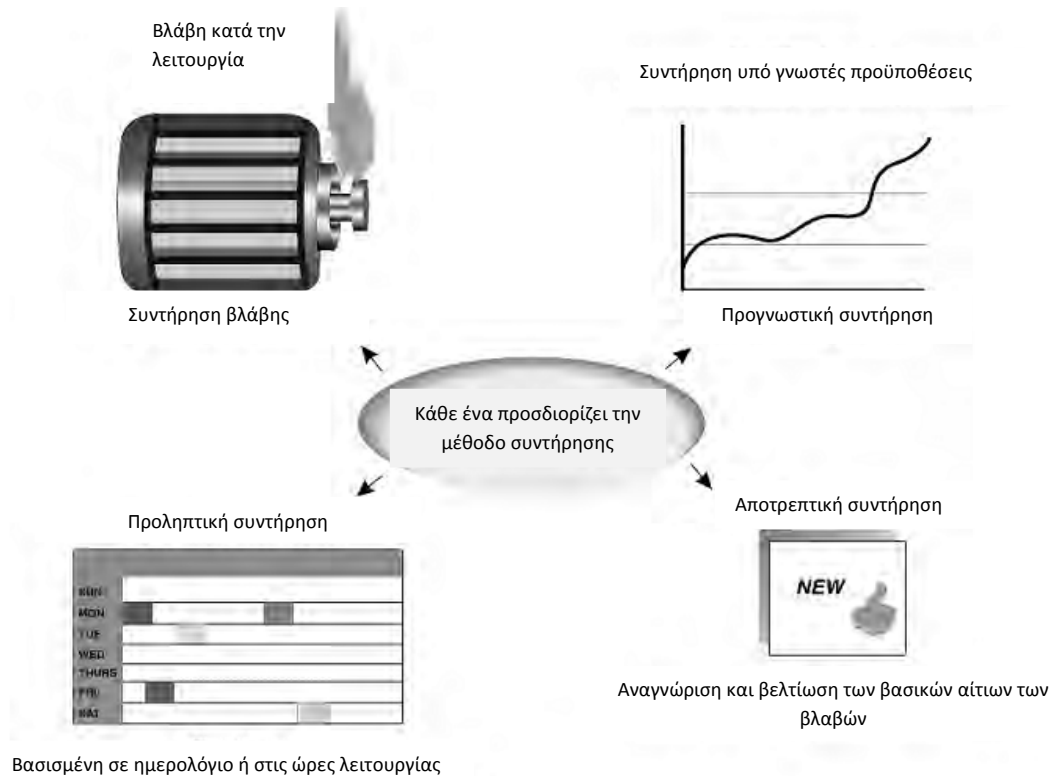 Βλάβη κατά την
λειτουργία
Συντήρηση υπό γνωστές προϋποθέσεις
Συντήρηση βλάβης
Προγνωστική συντήρηση
Κάθε ένα προσδιορίζει την
μέθοδο συντήρησης
Προληπτική συντήρηση
Αποτρεπτική συντήρηση
SUN
MON
TUE
WED
THURS
FRI
SAT
NEW
Αναγνώριση και βελτίωση των βασικών αίτιων των
βλαβών
Βασισμένη σε ημερολόγιο ή στις ώρες λειτουργίας